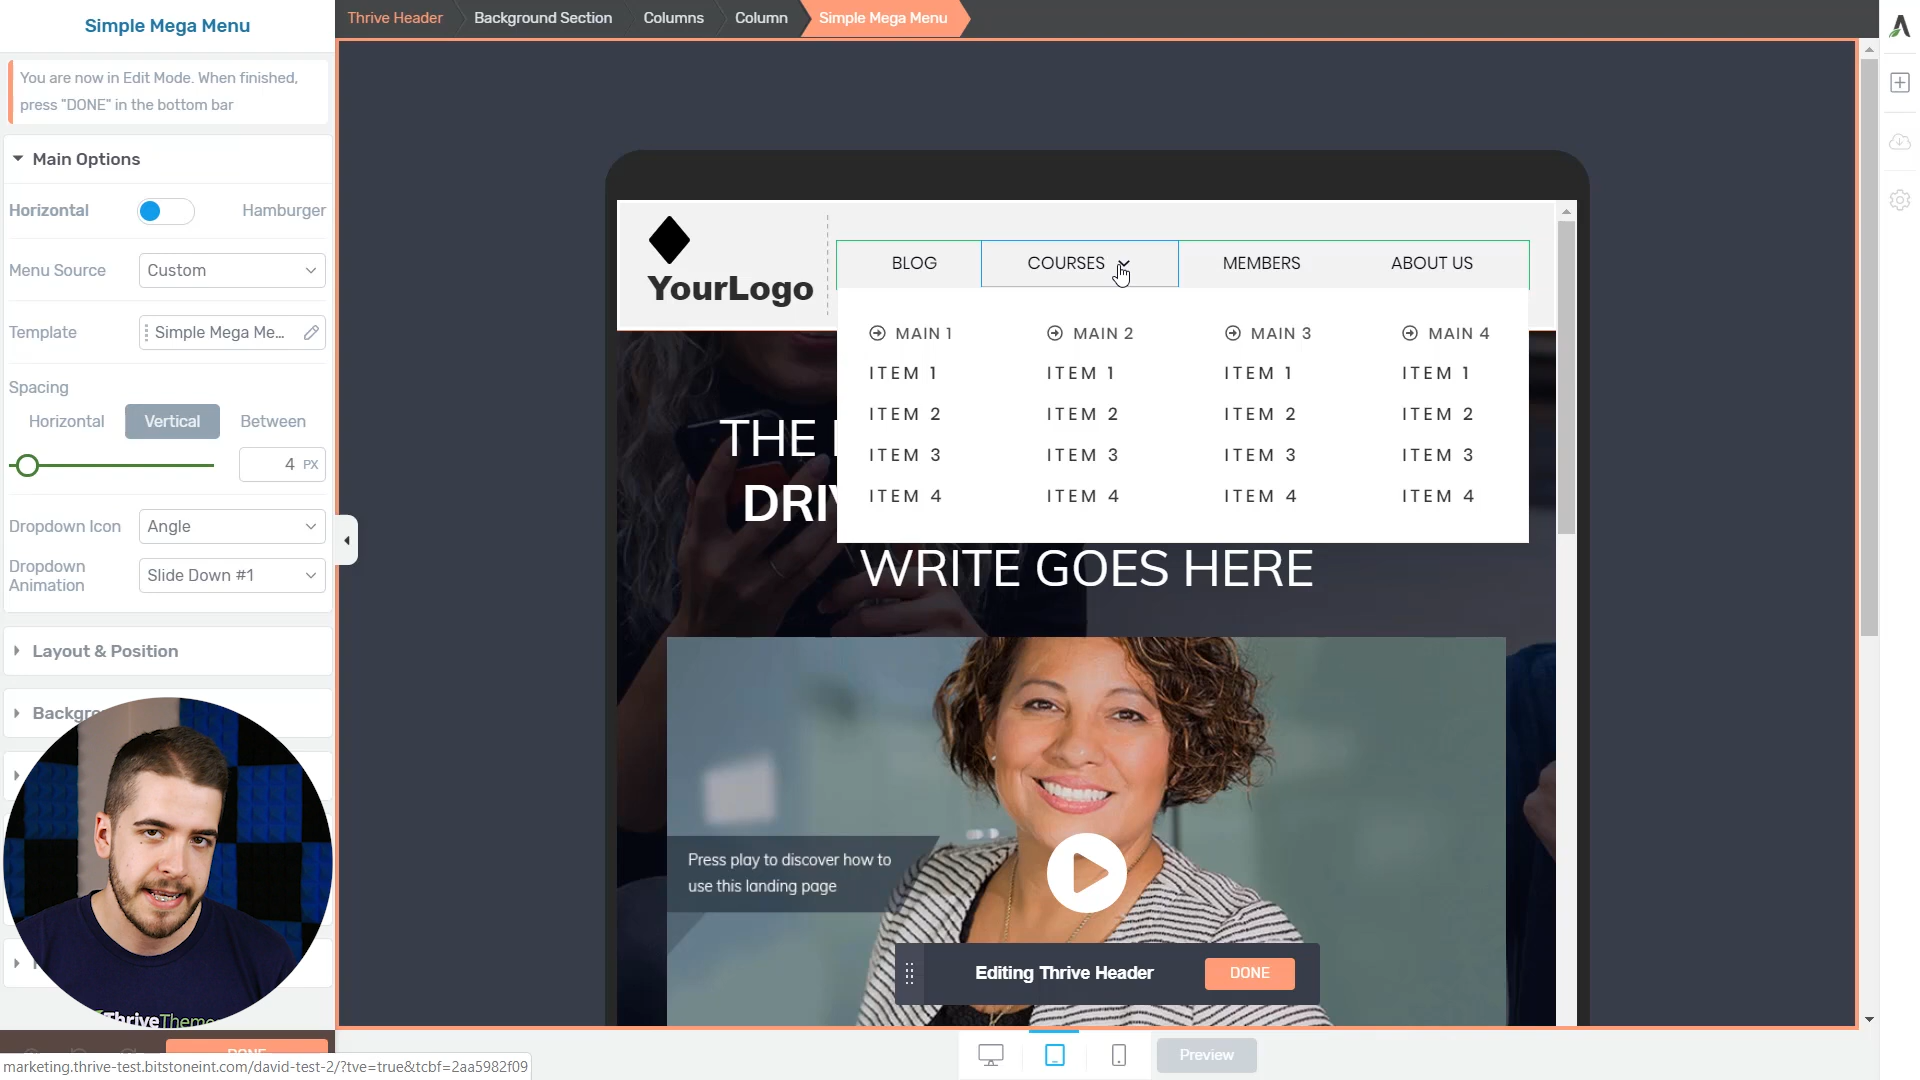 Simple Mega Menu
Thrive Header
Background Section
Columns
Column
Simple Mega Menu
You are now in Edit Mode. When finished,
press "DONE" in the bottom bar
Main Options
Horizontal
Hamburger
Menu Source
Custom
Template
Simple Mega Me...
Spacing
Horizontal
Vertical
Between
4 PX
Dropdown Icon
Angle
Dropdown
Animation
Slide Down #1
Layout & Position
Backgro
YourLogo
BLOG
COURSES
MEMBERS
ABOUT US
MAIN 1
MAIN 2
MAIN 3
MAIN 4
ITEM 1
ITEM 1
ITEM 1
ITEM 1
ITEM 2
ITEM 2
ITEM 2
ITEM 2
ITEM 3
ITEM 3
ITEM 3
ITEM 3
ITEM 4
ITEM 4
ITEM 4
ITEM 4
THE
DRIV
WRITE GOES HERE
Press play to discover how to
use this landing page
Editing Thrive Header
DONE
ThriveTheme
DONE
marketing.thrive-test.bitstoneint.com/david-test-2/?tve=true&tcbf=2aa5982f09
Preview